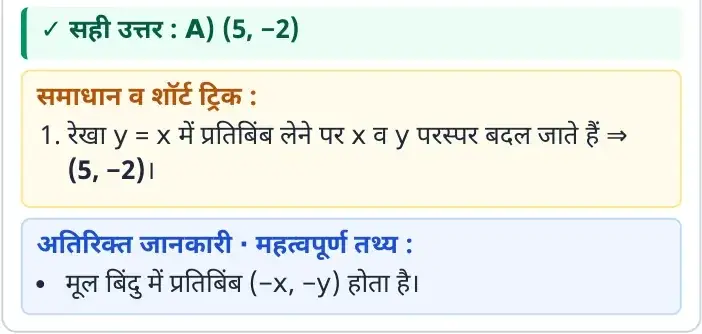 ✓ सही उत्तर : A) (5, −2)
समाधान व शॉर्ट ट्रिक :
1. रेखा y = x में प्रतिबिंब लेने पर x व y परस्पर बदल जाते हैं ⇒
(5, −2)।
अतिरिक्त जानकारी · महत्वपूर्ण तथ्य :
• मूल बिंदु में प्रतिबिंब (−x, −y) होता है।